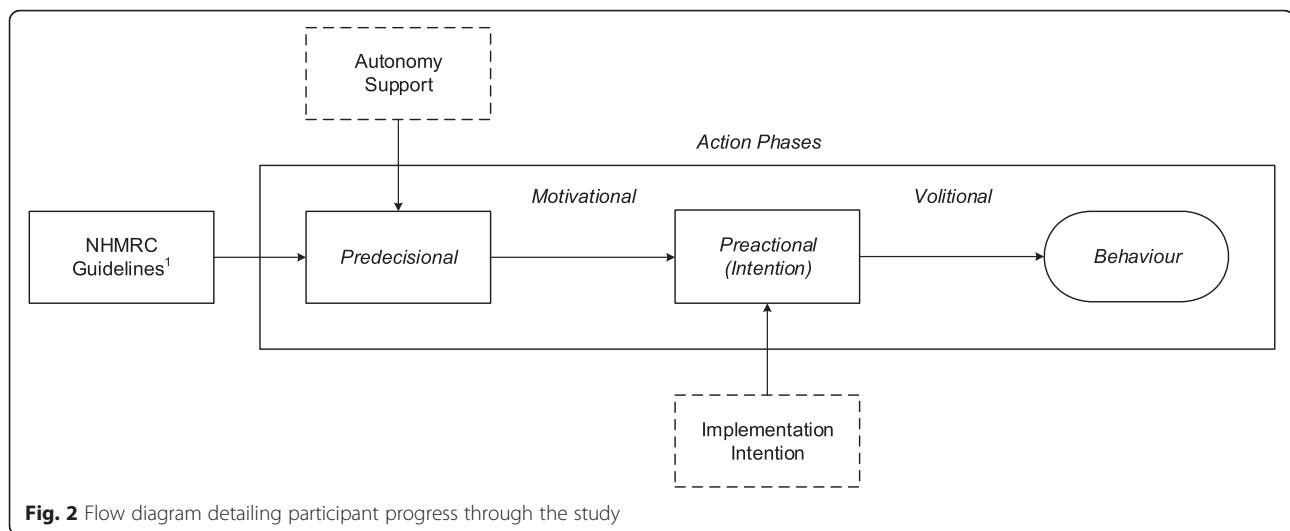 Autonomy
Support
Action Phases
Motivational
Volitional
NHMRC
Guidelines1
Predecisional
Preactional
(Intention)
Behaviour
Implementation
Intention
Fig. 2 Flow diagram detailing participant progress through the study